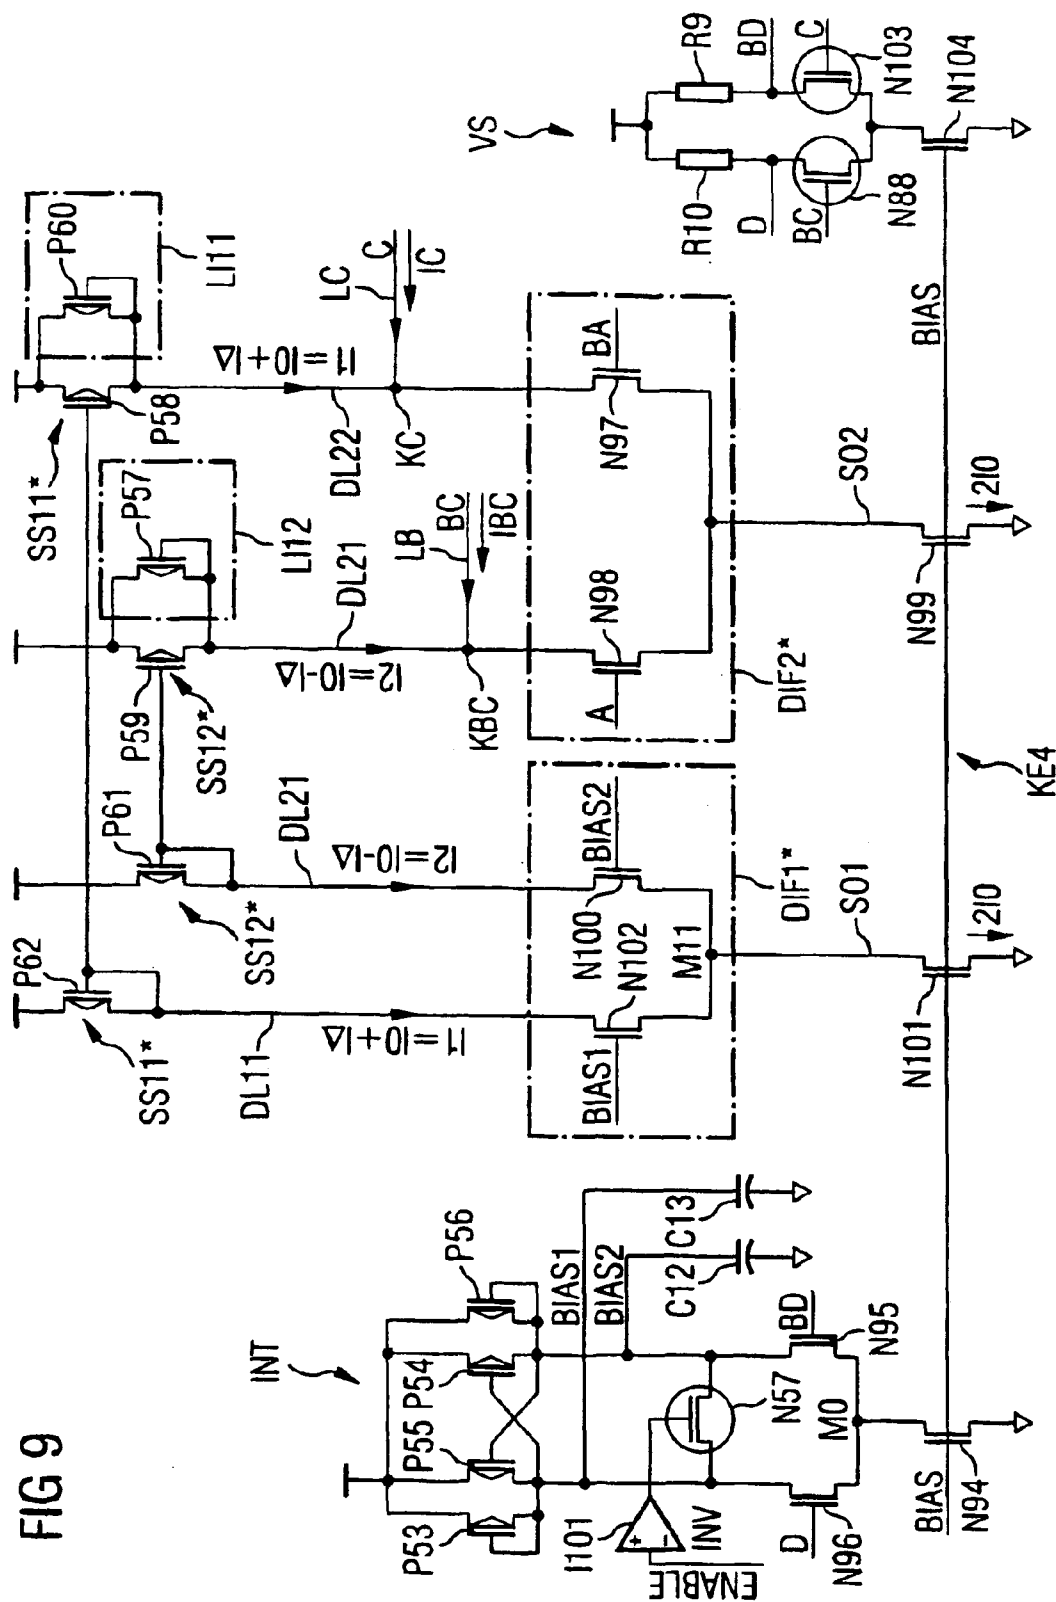 FIG 9
INT
P53
P55
P54
P56
BIAS1
BIAS2
C12
C13
I101
+
-
INV
ENABLE
N57
D
N96
M0
BD
N95
BIAS
N94
SS11*
P62
SS12*
P61
DL11
DL21
I1=I0+IΔ
I2=I0-IΔ
BIAS1
N102
N100
BIAS2
M11
DIF1*
SO1
N101
2I0
KE4
P59
SS12*
P57
LI12
SS11*
P58
P60
LI11
I2=I0-IΔ
DL21
I1=I0+IΔ
DL22
KBC
LB
BC
IBC
KC
LC
C
IC
A
N98
N97
BA
DIF2*
SO2
N99
2I0
BIAS
VS
R10
R9
D
BD
BC
N88
C
N103
N104